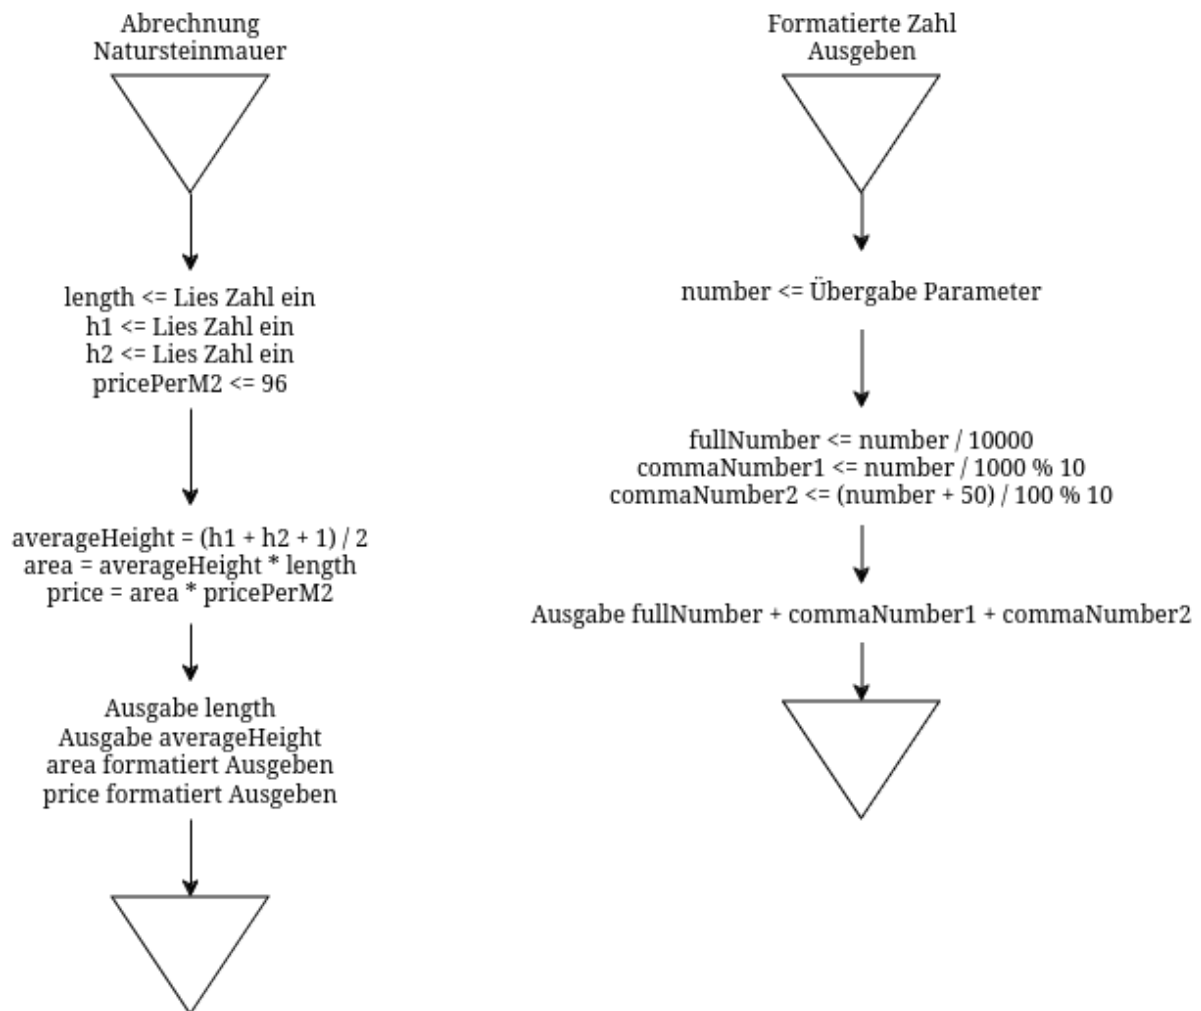 Abrechnung
Natursteinmauer
length <= Lies Zahl ein
h1 <= Lies Zahl ein
h2 <= Lies Zahl ein
pricePerM2 <= 96
averageHeight = (h1 + h2 + 1) / 2
area = averageHeight * length
price = area * pricePerM2
Ausgabe length
Ausgabe averageHeight
area formatiert Ausgeben
price formatiert Ausgeben
Formatierte Zahl
Ausgeben
number <= Übergabe Parameter
fullNumber <= number / 10000
commaNumber1 <= number / 1000 % 10
commaNumber2 <= (number + 50) / 100 % 10
Ausgabe fullNumber + commaNumber1 + commaNumber2